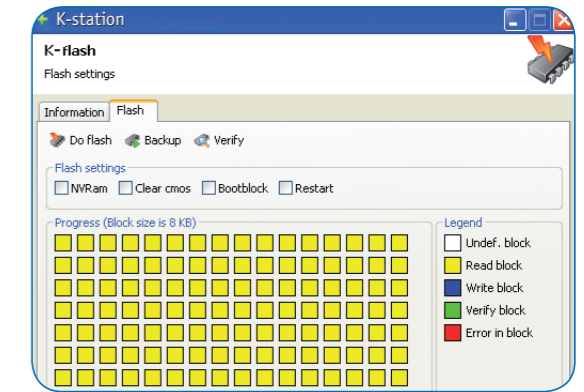 K-station
K-flash
Flash settings
Information Flash
Do flash Backup Verify
Flash settings
NVRam Clear cmos Bootblock Restart
Progress (Block size is 8 KB)
Legend
Undef. block
Read block
Write block
Verify block
Error in block